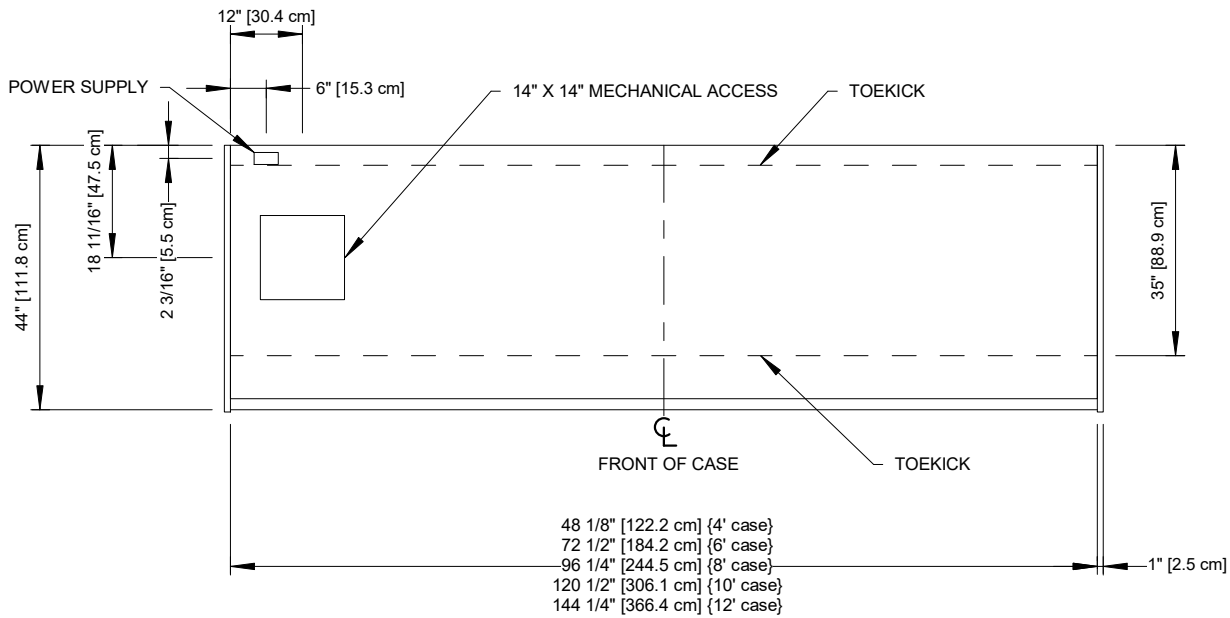 12" [30.4 cm]
POWER SUPPLY
6" [15.3 cm]
14" X 14" MECHANICAL ACCESS
TOEKICK
44" [111.8 cm]
18 11/16" [47.5 cm]
2 3/16" [5.5 cm]
35" [88.9 cm]
CL
FRONT OF CASE
TOEKICK
48 1/8" [122.2 cm] {4' case}
72 1/2" [184.2 cm] {6' case}
96 1/4" [244.5 cm] {8' case}
120 1/2" [306.1 cm] {10' case}
144 1/4" [366.4 cm] {12' case}
1" [2.5 cm]